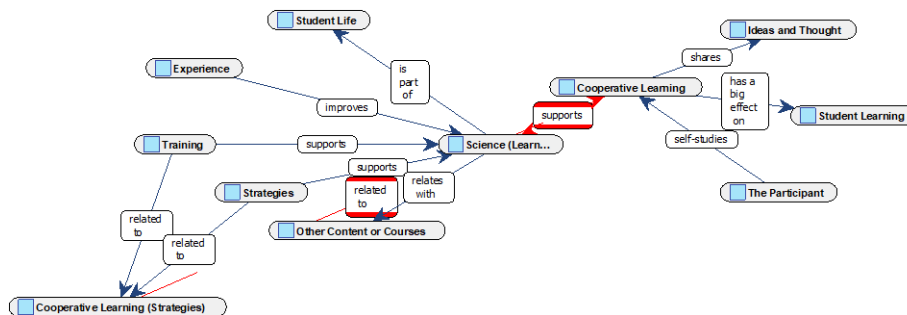 Student Life
Ideas and Thought
shares
Experience
is
part
of
has a
big
effect
on
Cooperative Learning
improves
supports
Student Learning
Training
supports
Science (Learn...
self-studies
supports
Strategies
related
to
relates
with
The Participant
related
to
related
to
Other Content or Courses
Cooperative Learning (Strategies)